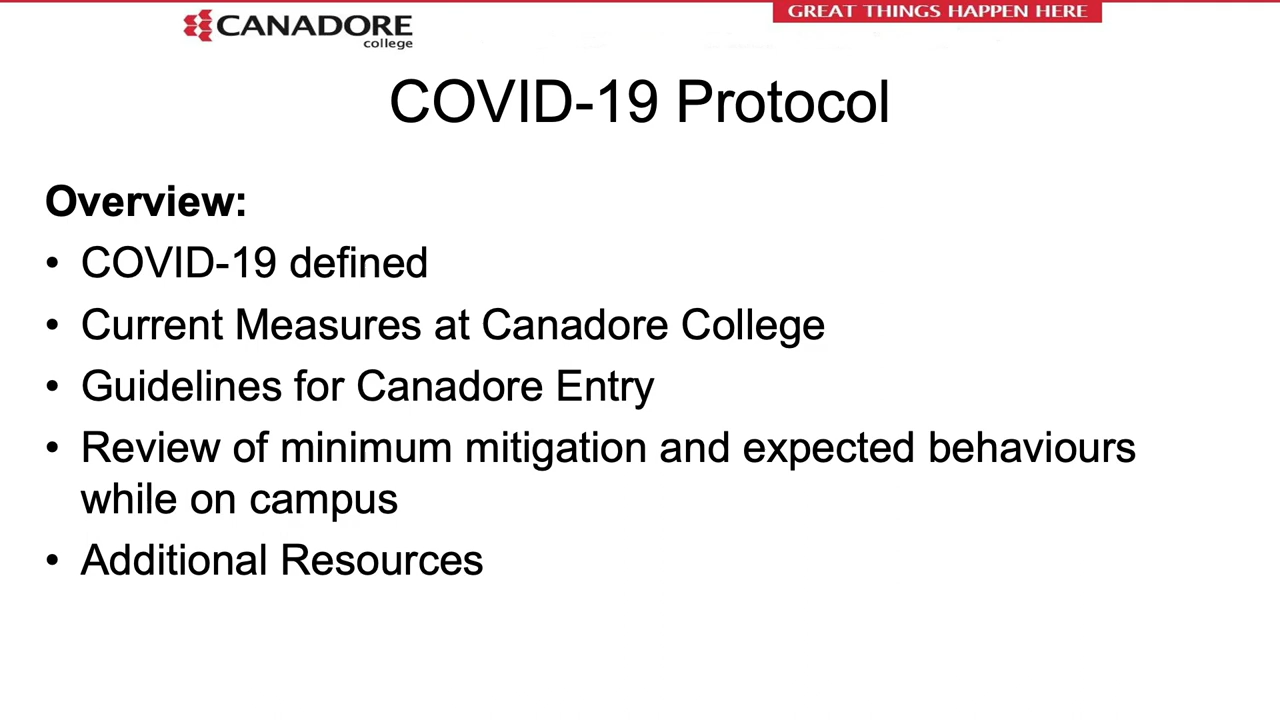 CANADORE
college
GREAT THINGS HAPPEN HERE
COVID-19 Protocol
Overview:
• COVID-19 defined
• Current Measures at Canadore College
• Guidelines for Canadore Entry
• Review of minimum mitigation and expected behaviours
while on campus
• Additional Resources